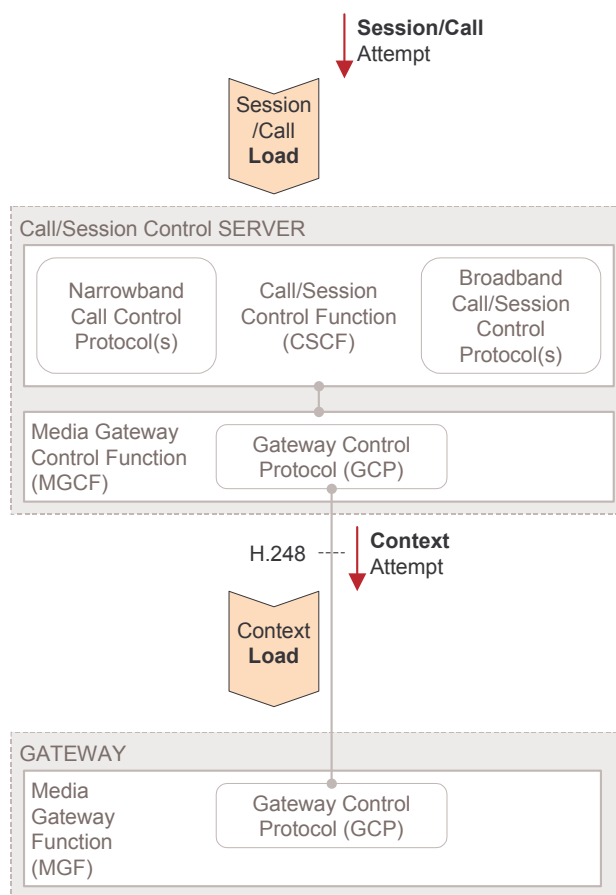 Session/Call
Attempt
Session
/Call
Load
Call/Session Control SERVER
Narrowband
Call Control
Protocol(s)
Call/Session
Control Function
(CSCF)
Broadband
Call/Session
Control
Protocol(s)
Media Gateway
Control Function
(MGCF)
Gateway Control
Protocol (GCP)
H.248
Context
Attempt
Context
Load
GATEWAY
Media
Gateway
Function
(MGF)
Gateway Control
Protocol (GCP)